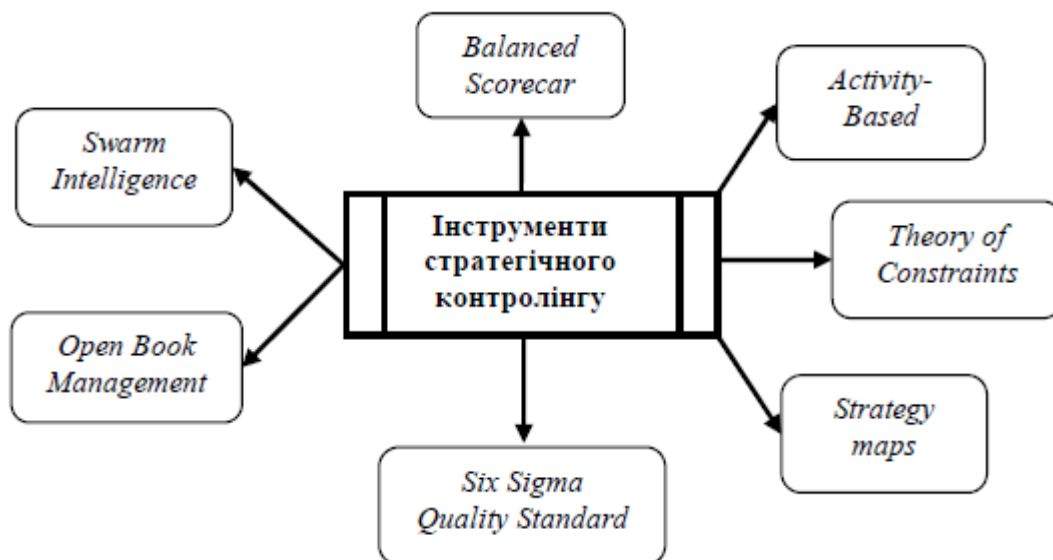 Balanced
Scorecar
Activity-
Based
Swarm
Intelligence
Інструменти
стратегічного
контролінгу
Theory of
Constraints
Open Book
Management
Strategy
maps
Six Sigma
Quality Standard